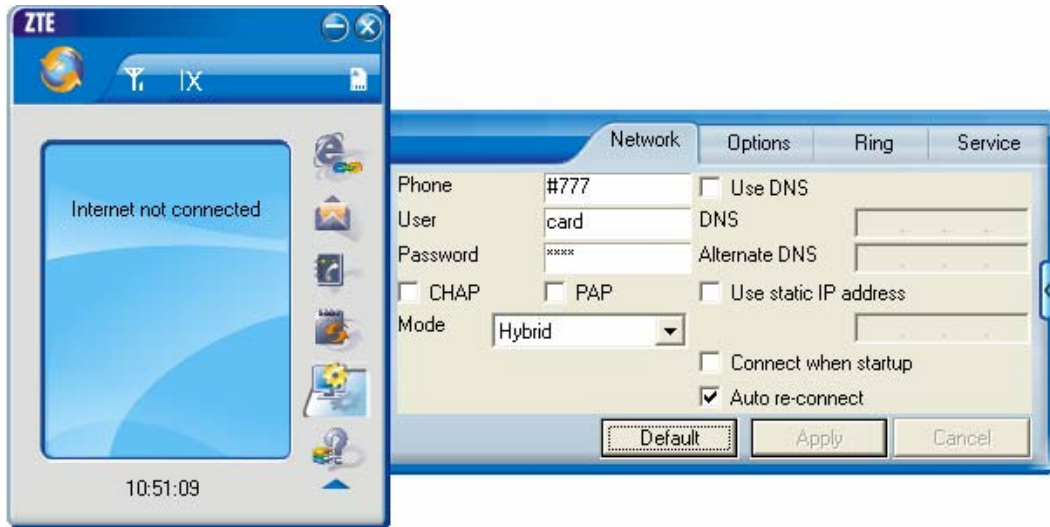 ZTE
1X
Internet not connected
10:51:09
Network Options Ring Service
Phone #777 Use DNS
User card DNS
Password **** Alternate DNS
CHAP PAP Use static IP address
Mode Hybrid
Connect when startup
Auto re-connect
Default Apply Cancel